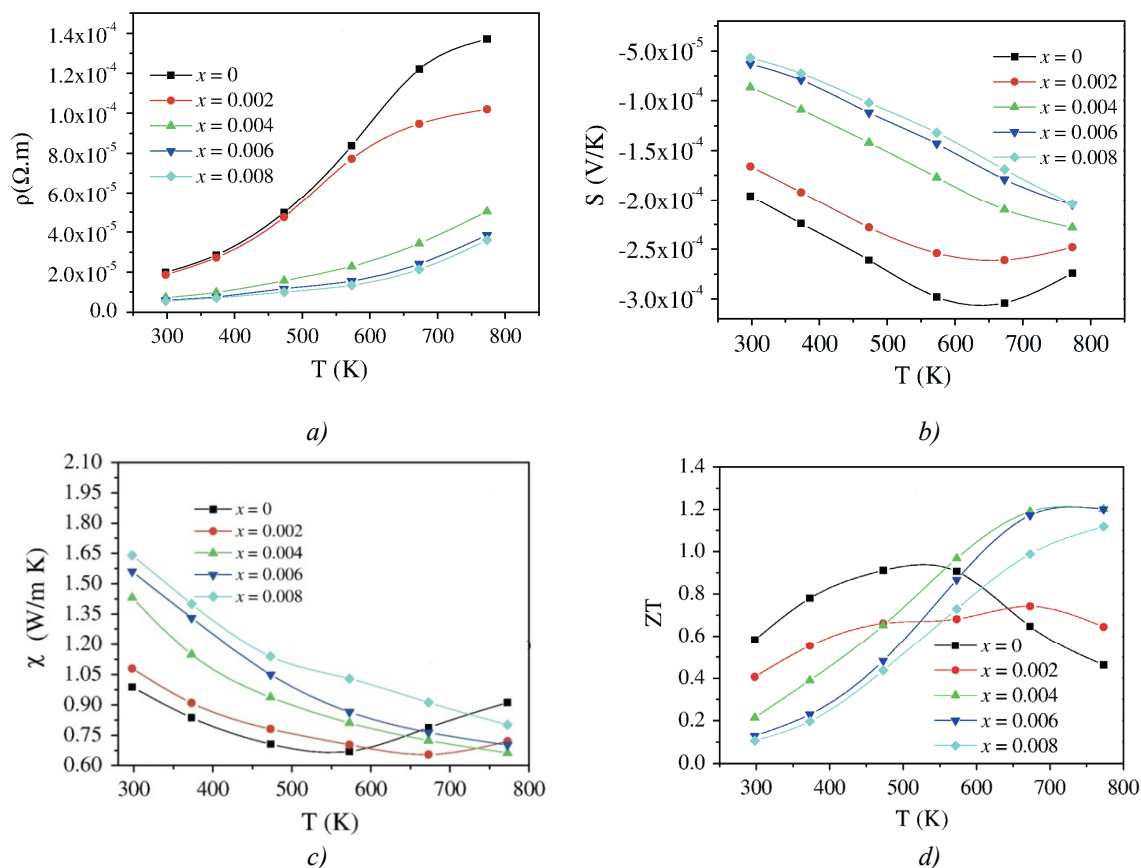 1.4x10⁻⁴
1.2x10⁻⁴
1.0x10⁻⁴
8.0x10⁻⁵
6.0x10⁻⁵
4.0x10⁻⁵
2.0x10⁻⁵
0.0
ρ(Ω.m)
x = 0
x = 0.002
x = 0.004
x = 0.006
x = 0.008
300 400 500 600 700 800
T (K)
a)
-5.0x10⁻⁵
-1.0x10⁻⁴
-1.5x10⁻⁴
-2.0x10⁻⁴
-2.5x10⁻⁴
-3.0x10⁻⁴
S (V/K)
x = 0
x = 0.002
x = 0.004
x = 0.006
x = 0.008
300 400 500 600 700 800
T (K)
b)
2.10
1.95
1.80
1.65
1.50
1.35
1.20
1.05
0.90
0.75
0.60
χ (W/m K)
x = 0
x = 0.002
x = 0.004
x = 0.006
x = 0.008
300 400 500 600 700 800
T (K)
c)
1.4
1.2
1.0
0.8
0.6
0.4
0.2
0.0
ZT
x = 0
x = 0.002
x = 0.004
x = 0.006
x = 0.008
300 400 500 600 700 800
T (K)
d)